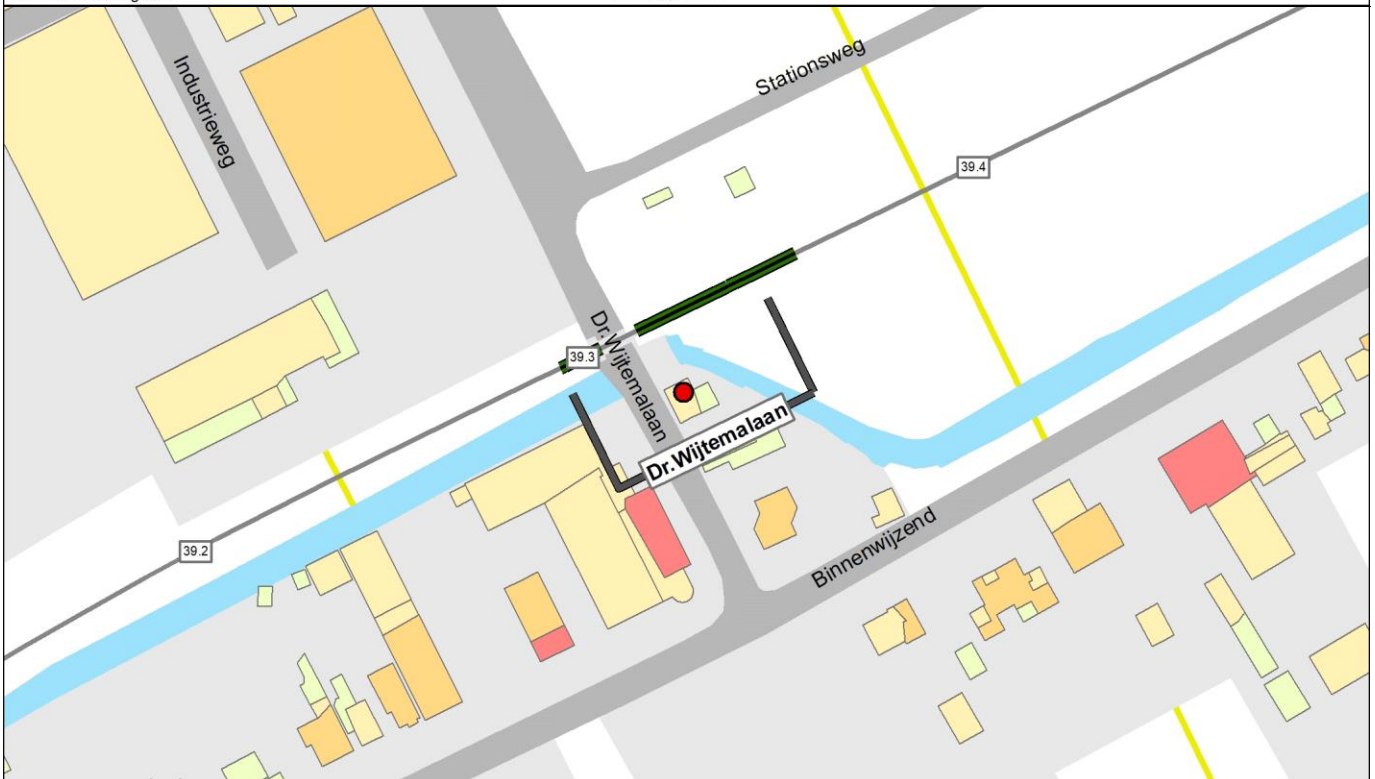 Stationsweg
Industrieweg
39.4
Dr.Wijtemalaan
39.3
Dr.Wijtemalaan
39.2
Binnenwijzend